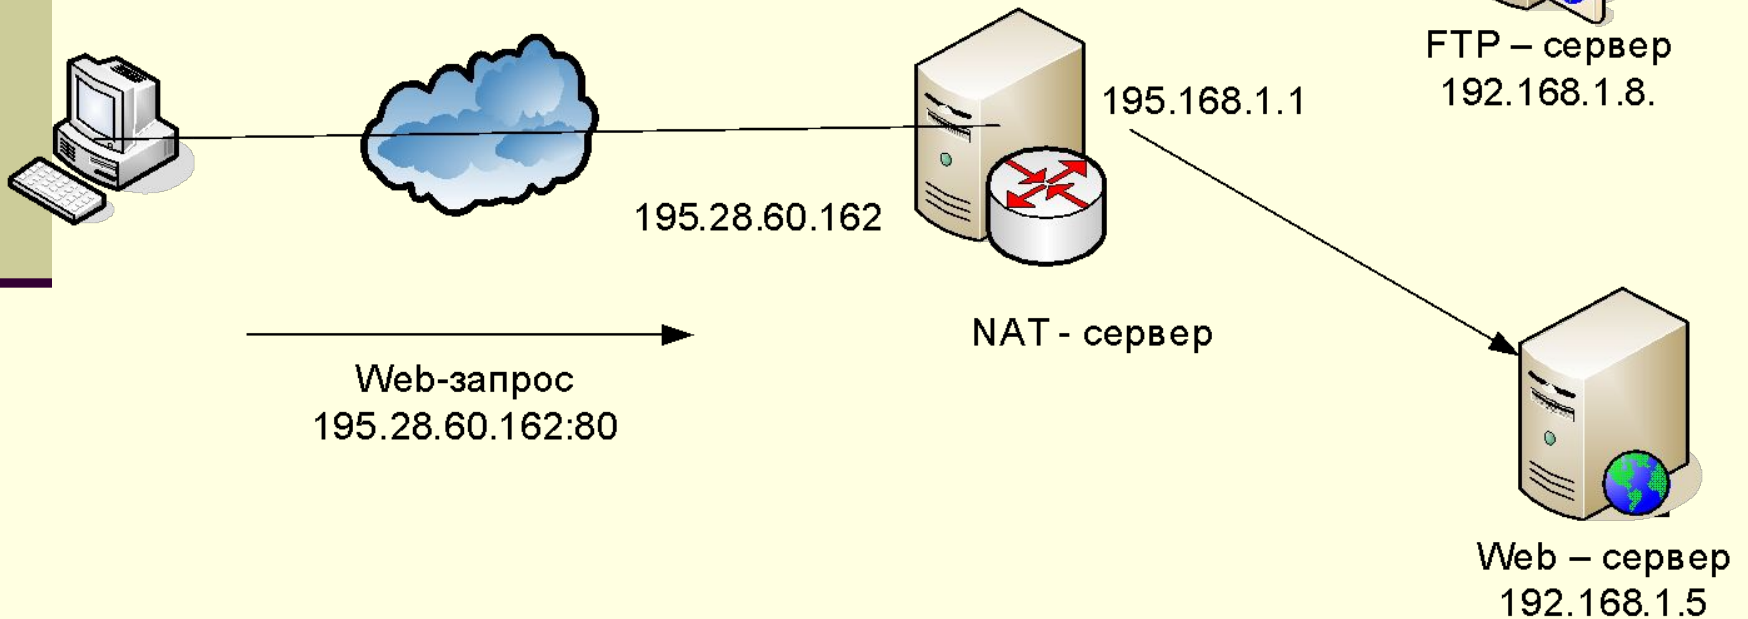 FTP – сервер
192.168.1.8.
195.168.1.1
195.28.60.162
NAT - сервер
Web-запрос
195.28.60.162:80
Web – сервер
192.168.1.5